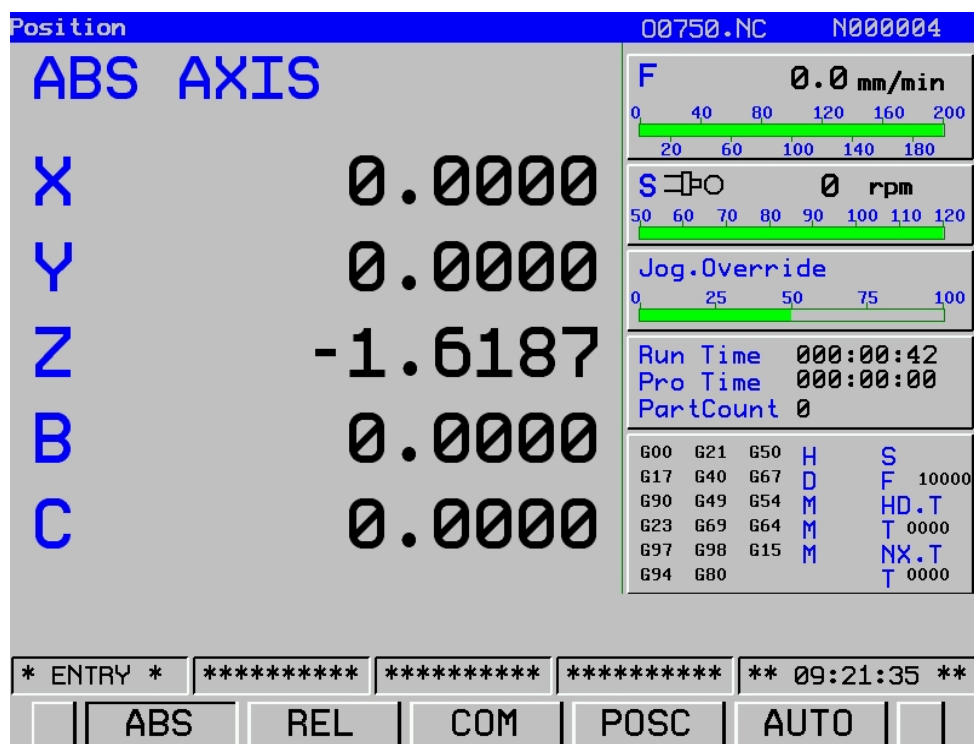 Position O0750.NC N000004
ABS AXIS
X 0.0000
Y 0.0000
Z -1.6187
B 0.0000
C 0.0000
F 0.0 mm/min
0 40 80 120 160 200
20 60 100 140 180
S 0 rpm
50 60 70 80 90 100 110 120
Jog.Override
0 25 50 75 100
Run Time 000:00:42
Pro Time 000:00:00
PartCount 0
G00 G21 G50 H S
G17 G40 G67 D F 10000
G90 G49 G54 M HD.T
G23 G69 G64 M T 0000
G97 G98 G15 M NX.T
G94 G80 T 0000
* ENTRY * ********** ********** ********** ** 09:21:35 **
ABS REL COM POSC AUTO